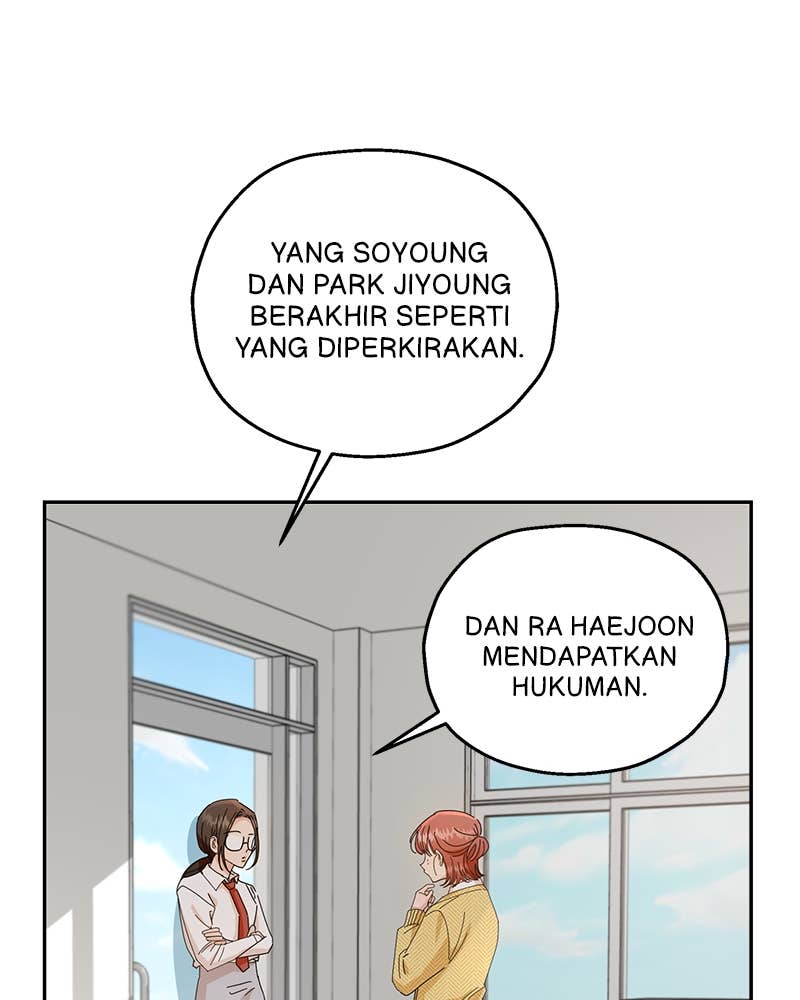 YANG SOYOUNG
DAN PARK JIYOUNG
BERAKHIR SEPERTI
YANG DIPERKIRAKAN.
DAN RA HAEJOON
MENDAPATKAN
HUKUMAN.